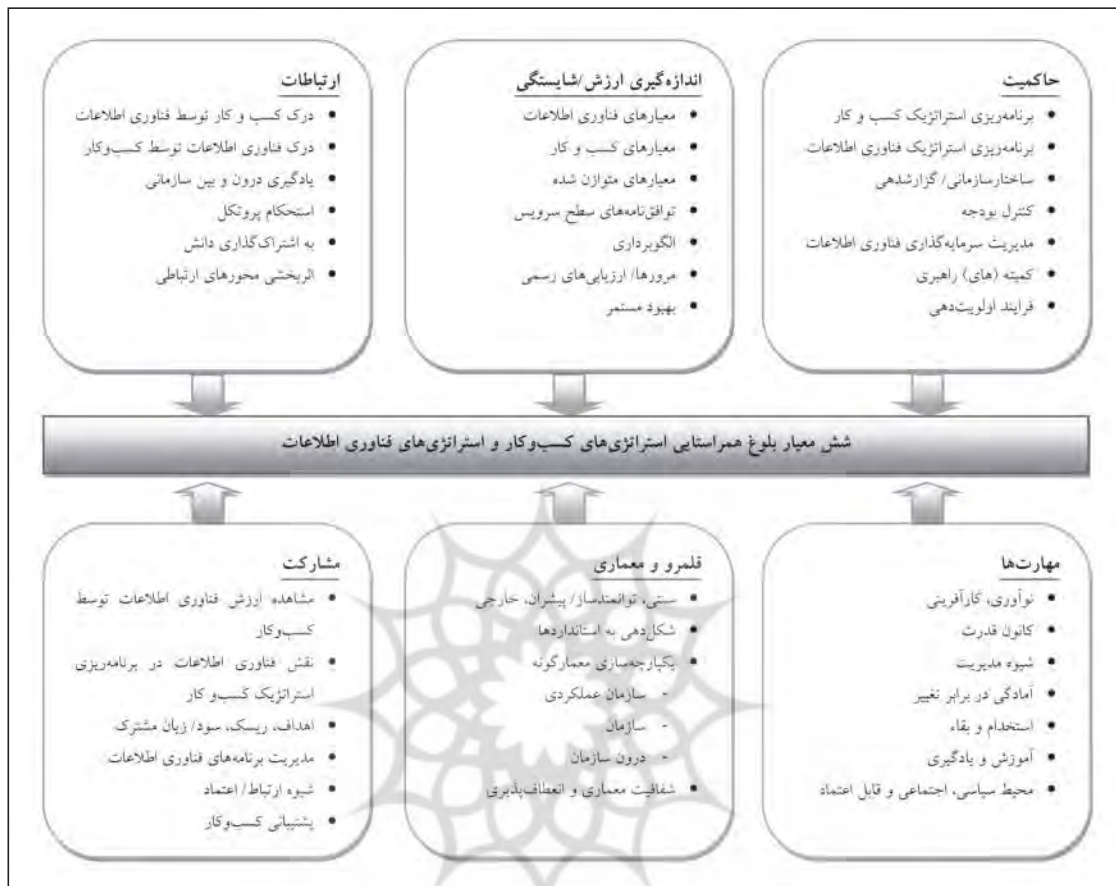 حاکمیت
برنامه‌ریزی استراتژیک کسب و کار
برنامه‌ریزی استراتژیک فناوری اطلاعات
ساختارسازمانی/ گزارشدهی
کنترل بودجه
مدیریت سرمایه‌گذاری فناوری اطلاعات
کمیته (های) راهبری
فرایند اولویت‌دهی
اندازه‌گیری ارزش/شایستگی
معیارهای فناوری اطلاعات
معیارهای کسب و کار
معیارهای متوازن شده
توافق‌نامه‌های سطح سرویس
الگوبرداری
مرورها/ ارزیابی‌های رسمی
بهبود مستمر
ارتباطات
درک کسب و کار توسط فناوری اطلاعات
درک فناوری اطلاعات توسط کسب‌وکار
یادگیری درون و بین سازمانی
استحکام پروتکل
به اشتراک‌گذاری دانش
اثربخشی محورهای ارتباطی
شش معیار بلوغ همراستایی استراتژی‌های کسب‌وکار و استراتژی‌های فناوری اطلاعات
مهارت‌ها
نوآوری، کارآفرینی
کانون قدرت
شیوه مدیریت
آمادگی در برابر تغییر
استخدام و بقاء
آموزش و یادگیری
محیط سیاسی، اجتماعی و قابل اعتماد
قلمرو و معماری
سنتی، توانمندساز/ پیشران، خارجی
شکل‌دهی به استانداردها
یکپارچه‌سازی معمارگونه
- سازمان عملکردی
- سازمان
- درون سازمان
شفافیت معماری و انعطاف‌پذیری
مشارکت
مشاهده ارزش فناوری اطلاعات توسط
کسب‌وکار
نقش فناوری اطلاعات در برنامه‌ریزی
استراتژیک کسب و کار
اهداف، ریسک، سود/ زیان مشترک
مدیریت برنامه‌های فناوری اطلاعات
شیوه ارتباط/ اعتماد
پشتیبانی کسب‌وکار